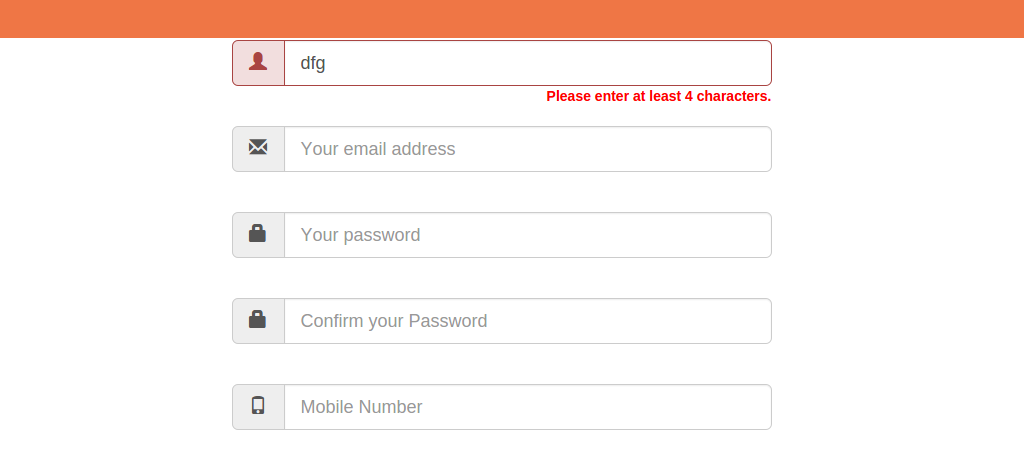 dfg
Please enter at least 4 characters.
Your email address
Your password
Confirm your Password
Mobile Number